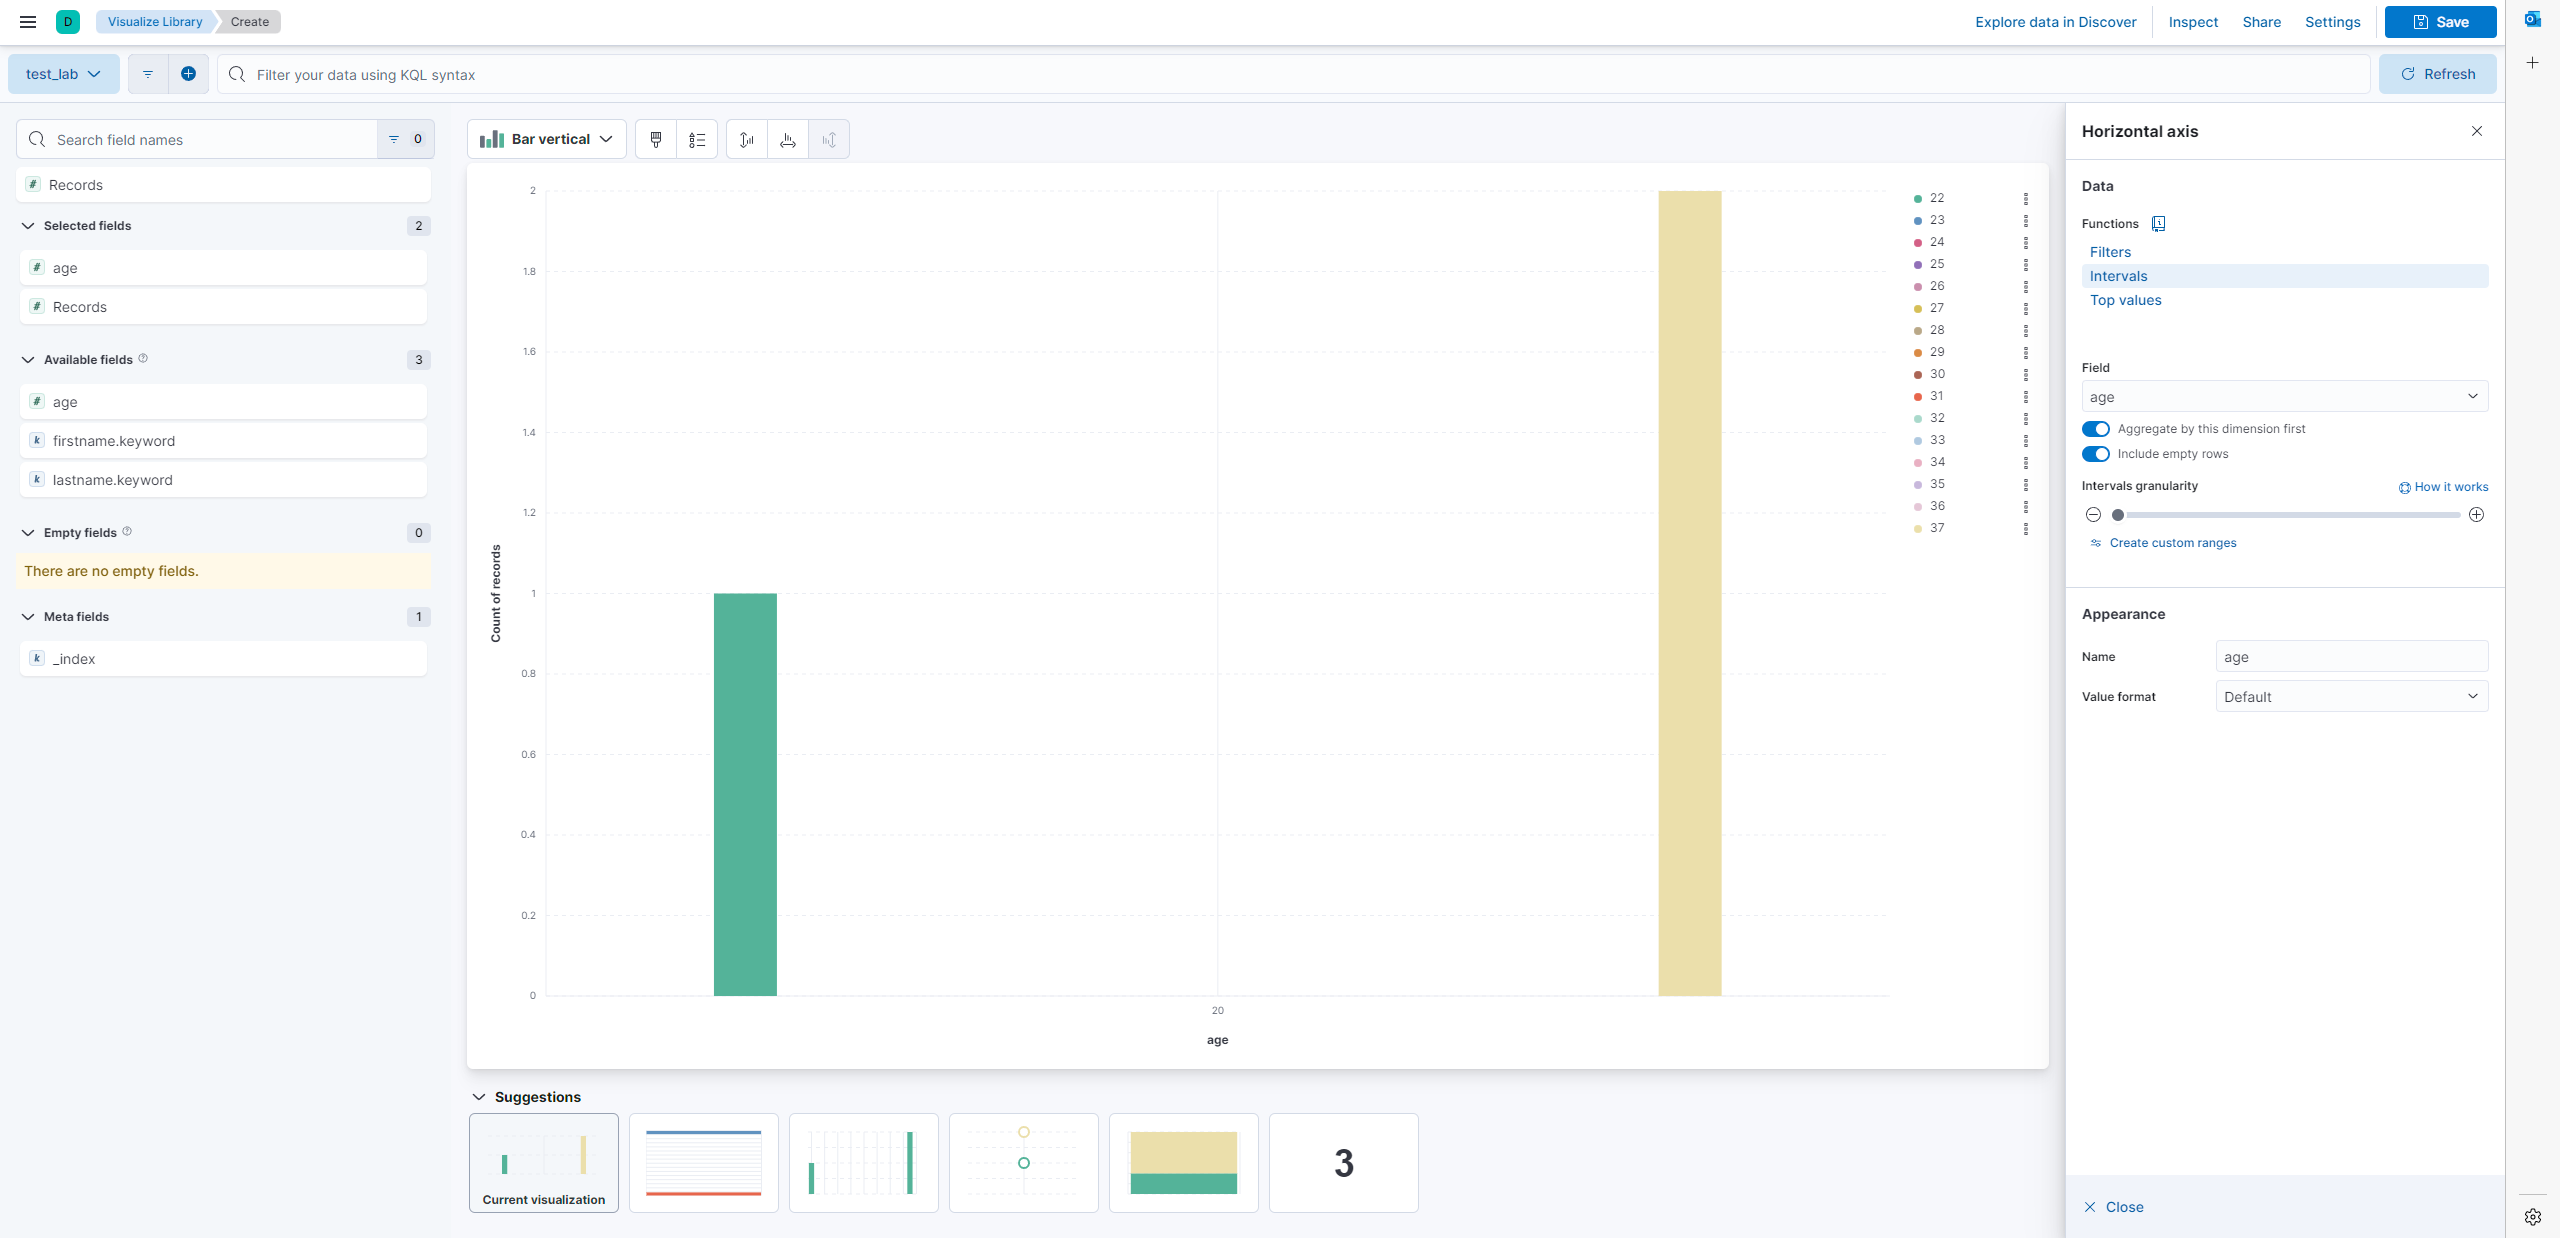 D Visualize Library Create Explore data in Discover Inspect Share Settings Save
test_lab Filter your data using KQL syntax Refresh
Search field names 0
# Records
Selected fields 2
# age
# Records
Available fields 3
# age
k firstname.keyword
k lastname.keyword
Empty fields 0
There are no empty fields.
Meta fields 1
k _index
Bar vertical
2
1.8
1.6
1.4
1.2
1
0.8
0.6
0.4
0.2
0
Count of records
20
age
22
23
24
25
26
27
28
29
30
31
32
33
34
35
36
37
Suggestions
Current visualization
3
Horizontal axis
Data
Functions
Filters
Intervals
Top values
Field
age
Aggregate by this dimension first
Include empty rows
Intervals granularity How it works
Create custom ranges
Appearance
Name age
Value format Default
Close